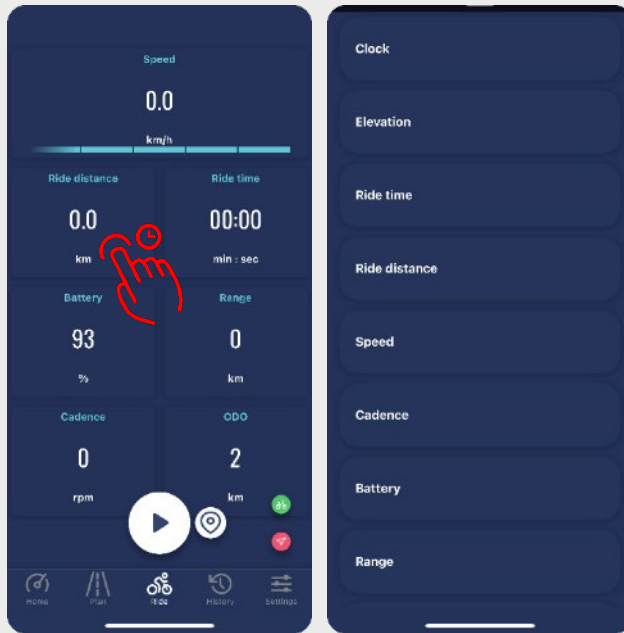 Speed
0.0
km/h
Ride distance
Ride time
0.0
00:00
km
min : sec
Battery
Range
93
0
%
km
Cadence
ODO
0
2
rpm
km
Home
Plan
Ride
History
Settings
Clock
Elevation
Ride time
Ride distance
Speed
Cadence
Battery
Range